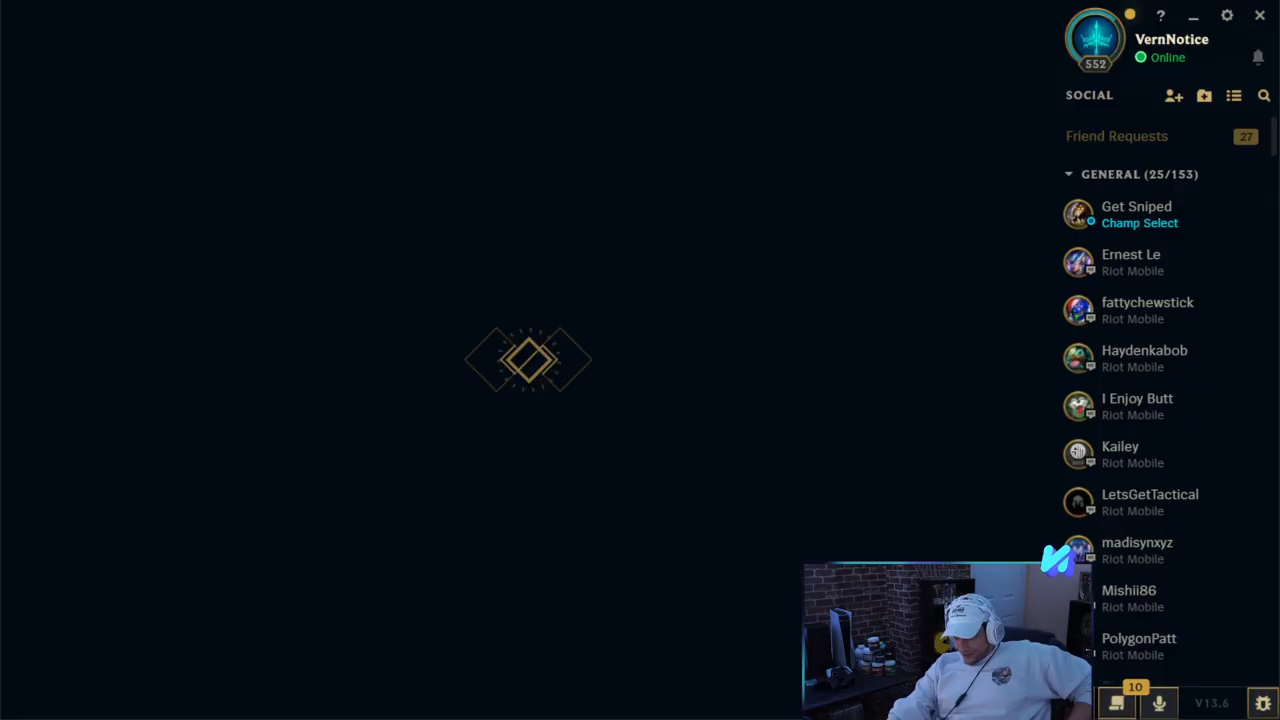 ?
VernNotice
552
Online
SOCIAL
Friend Requests
27
GENERAL (25/153)
Get Sniped
Champ Select
Ernest Le
Riot Mobile
fattychewstick
Riot Mobile
Haydenkabob
Riot Mobile
I Enjoy Butt
Riot Mobile
Kailey
Riot Mobile
LetsGetTactical
Riot Mobile
madisynxyz
Riot Mobile
Mishii86
Riot Mobile
PolygonPatt
Riot Mobile
10
V13.6